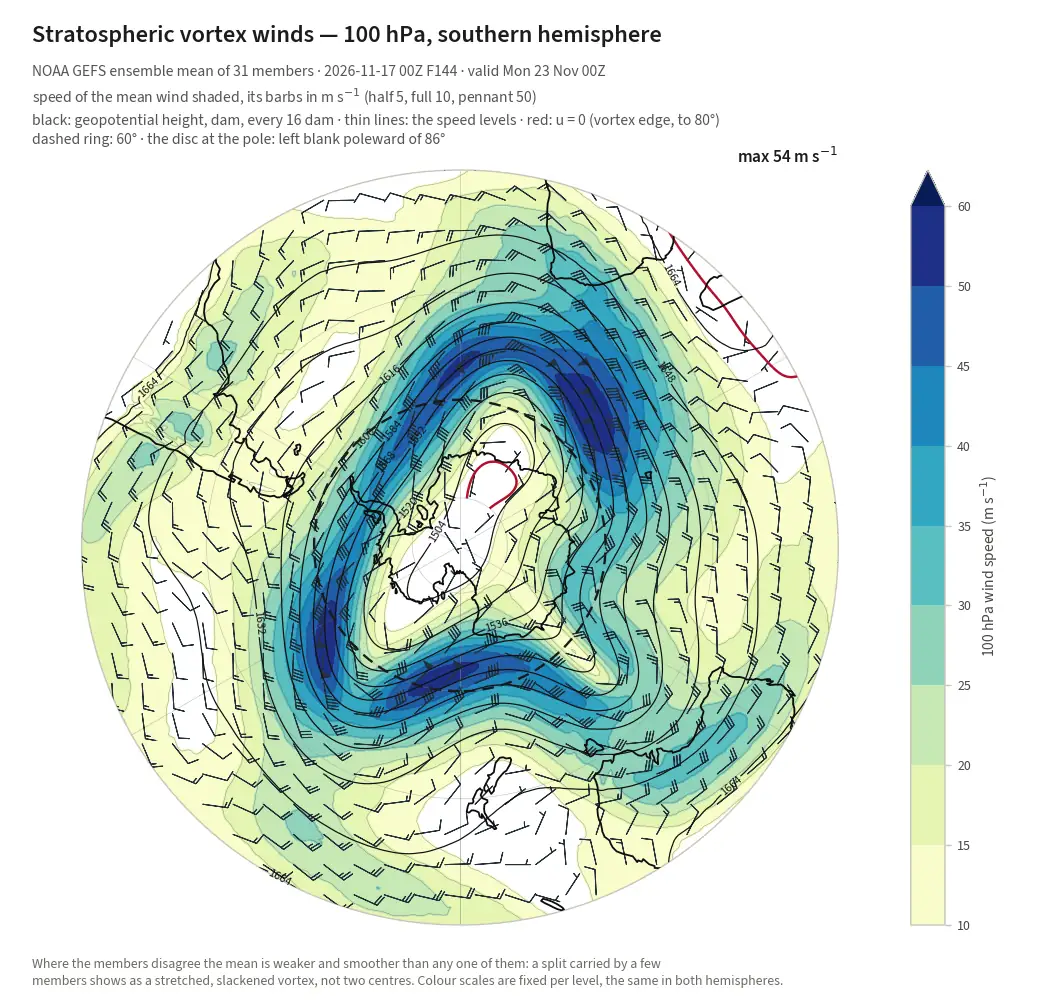 Stratospheric vortex winds — 100 hPa, southern hemisphere
NOAA GEFS ensemble mean of 31 members · 2026-11-17 00Z F144 · valid Mon 23 Nov 00Z
speed of the mean wind shaded, its barbs in m s⁻¹ (half 5, full 10, pennant 50)
black: geopotential height, dam, every 16 dam · thin lines: the speed levels · red: u = 0 (vortex edge, to 80°)
dashed ring: 60° · the disc at the pole: left blank poleward of 86°
max 54 m s⁻¹
60
50
45
40
35
30
25
20
15
10
100 hPa wind speed (m s⁻¹)
1664
1664
1616
1648
1584
1568
1520
1504
1536
1632
1664
1664
Where the members disagree the mean is weaker and smoother than any one of them: a split carried by a few
members shows as a stretched, slackened vortex, not two centres. Colour scales are fixed per level, the same in both hemispheres.